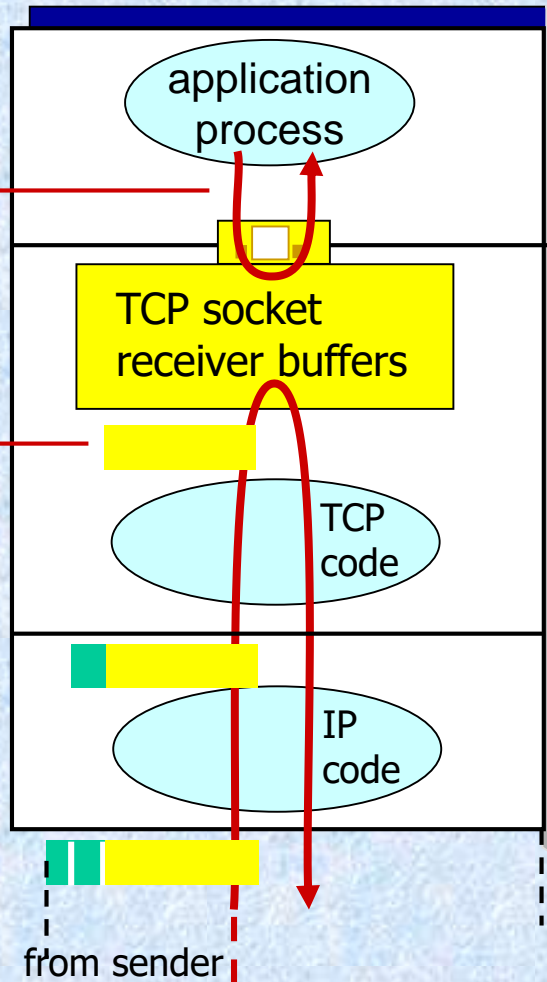 application
process
TCP socket
receiver buffers
TCP
code
IP
code
from sender